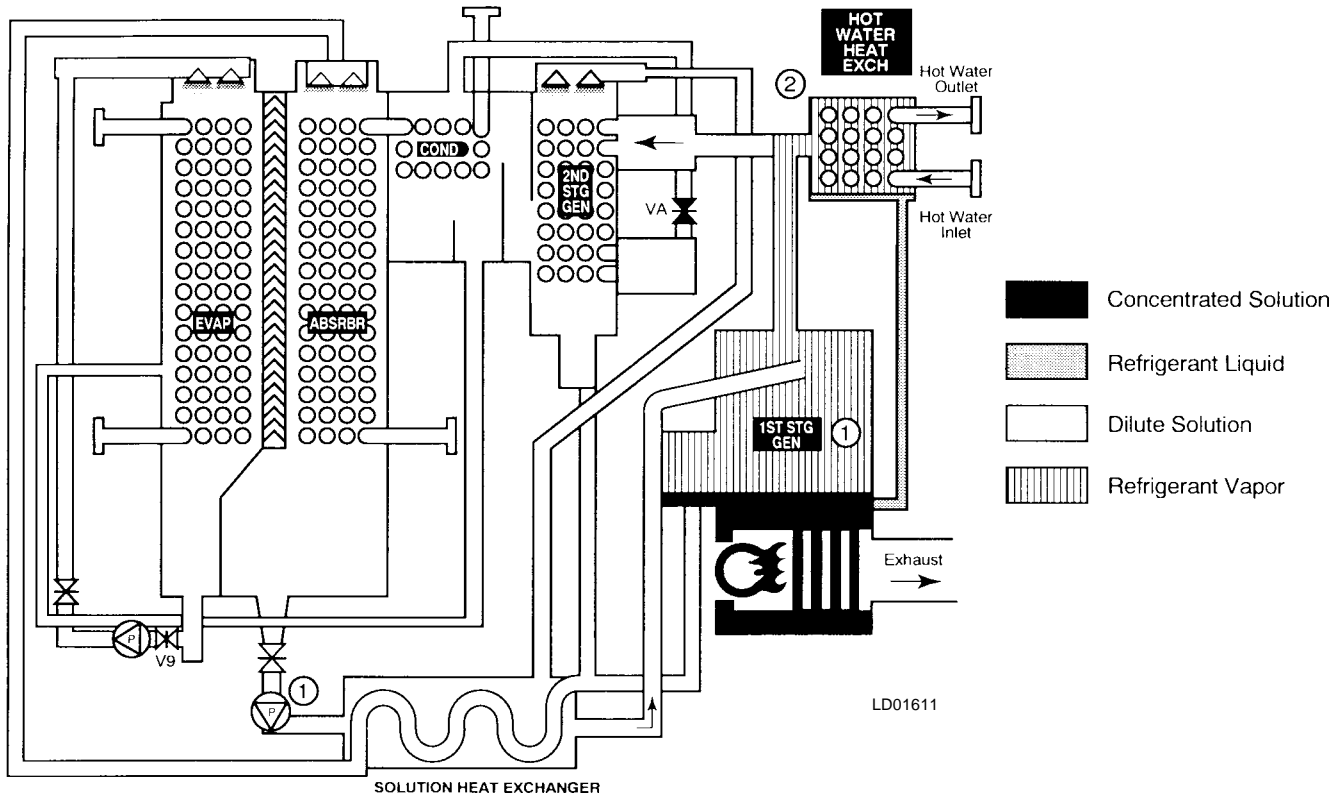 HOT
WATER
HEAT
EXCH
2
Hot Water
Outlet
COND
2ND
STG
GEN
VA
Hot Water
Inlet
Concentrated Solution
EVAP
ABSRBR
Refrigerant Liquid
Dilute Solution
1ST STG
GEN
1
Refrigerant Vapor
Exhaust
P
V9
1
P
LD01611
SOLUTION HEAT EXCHANGER